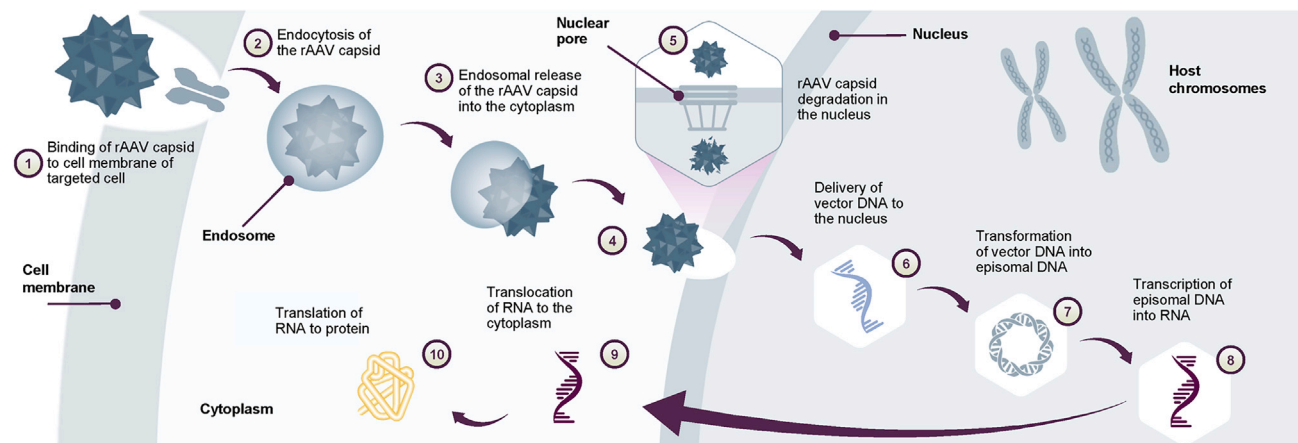 1
Binding of rAAV capsid
to cell membrane of
targeted cell
2
Endocytosis of
the rAAV capsid
Endosome
3
Endosomal release
of the rAAV capsid
into the cytoplasm
4
Nuclear
pore
5
rAAV capsid
degradation in
the nucleus
Nucleus
Host
chromosomes
Delivery of
vector DNA to
the nucleus
6
Transformation
of vector DNA into
episomal DNA
7
Transcription of
episomal DNA
into RNA
8
Translocation
of RNA to the
cytoplasm
9
Translation of
RNA to protein
10
Cell
membrane
Cytoplasm